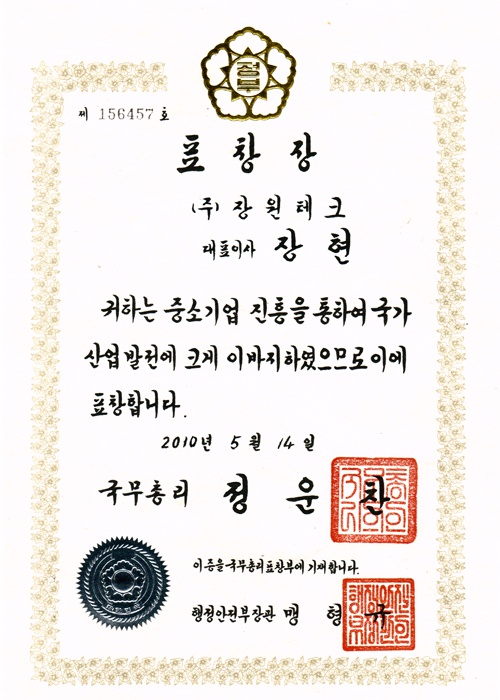 정부
제 156457 호
표창장
(주) 장원테크
대표이사 장현
귀하는 중소기업 진흥을 통하여 국가
산업발전에 크게 이바지하였으므로 이에
표창합니다.
2010년 5월 14일
국무총리 정운찬
이 증을 국무총리표창부에 기재합니다.
행정안전부장관 맹형규